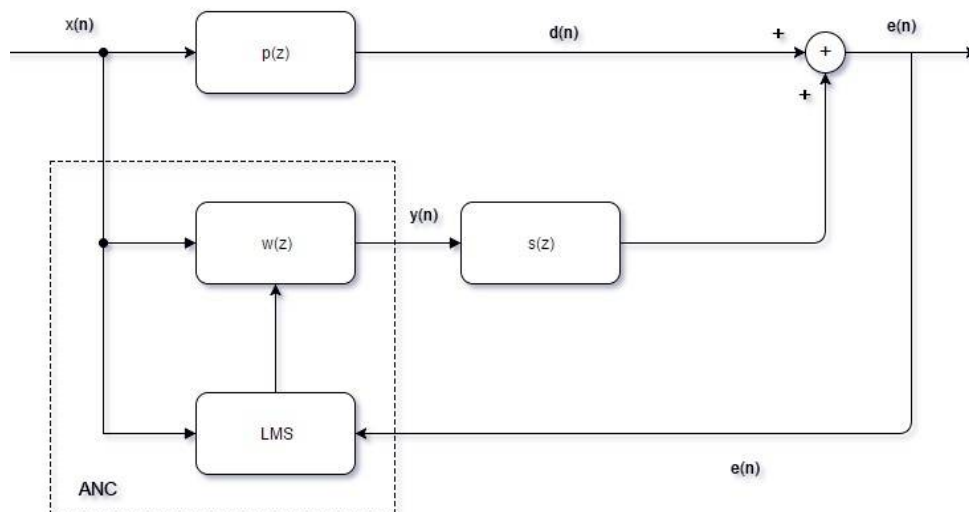 x(n)
p(z)
d(n)
+
+
e(n)
+
w(z)
y(n)
s(z)
LMS
e(n)
ANC